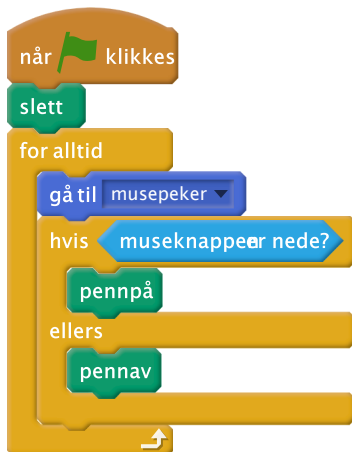 når klikkes
slett
for alltid
gå til musepeker
hvis museknappen er nede?
pennpå
ellers
pennav